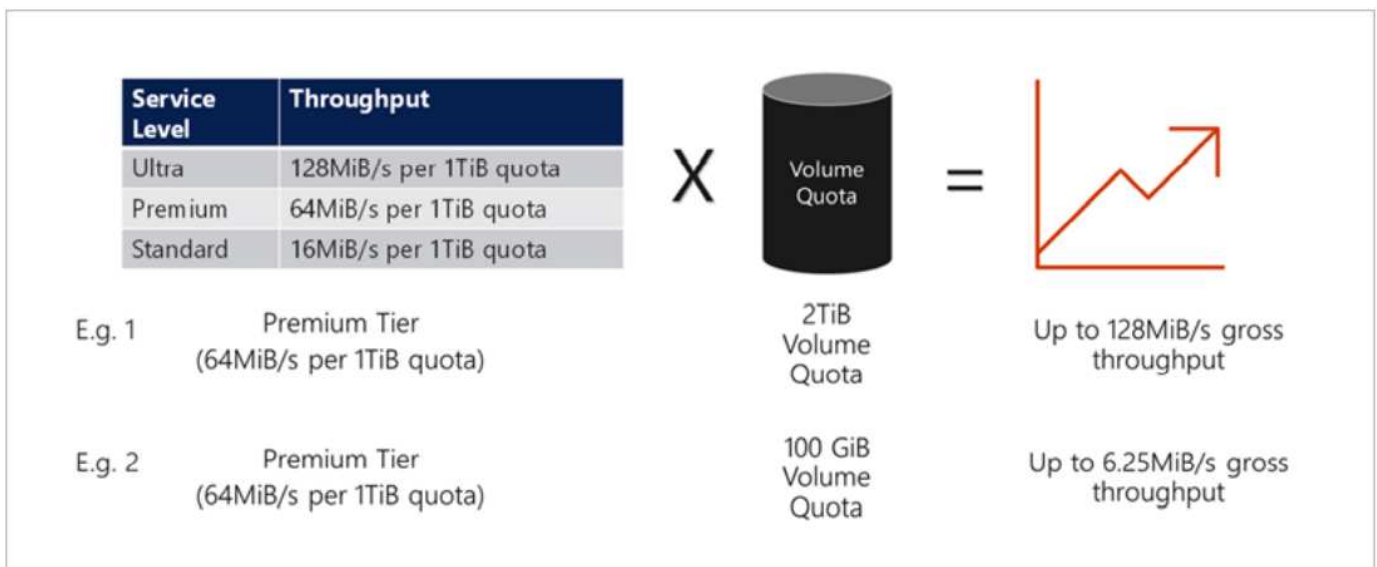 Service Level Throughput
Ultra 128MiB/s per 1TiB quota
Premium 64MiB/s per 1TiB quota
Standard 16MiB/s per 1TiB quota
X
Volume
Quota
=
E.g. 1
Premium Tier
(64MiB/s per 1TiB quota)
2TiB
Volume
Quota
Up to 128MiB/s gross
throughput
E.g. 2
Premium Tier
(64MiB/s per 1TiB quota)
100 GiB
Volume
Quota
Up to 6.25MiB/s gross
throughput